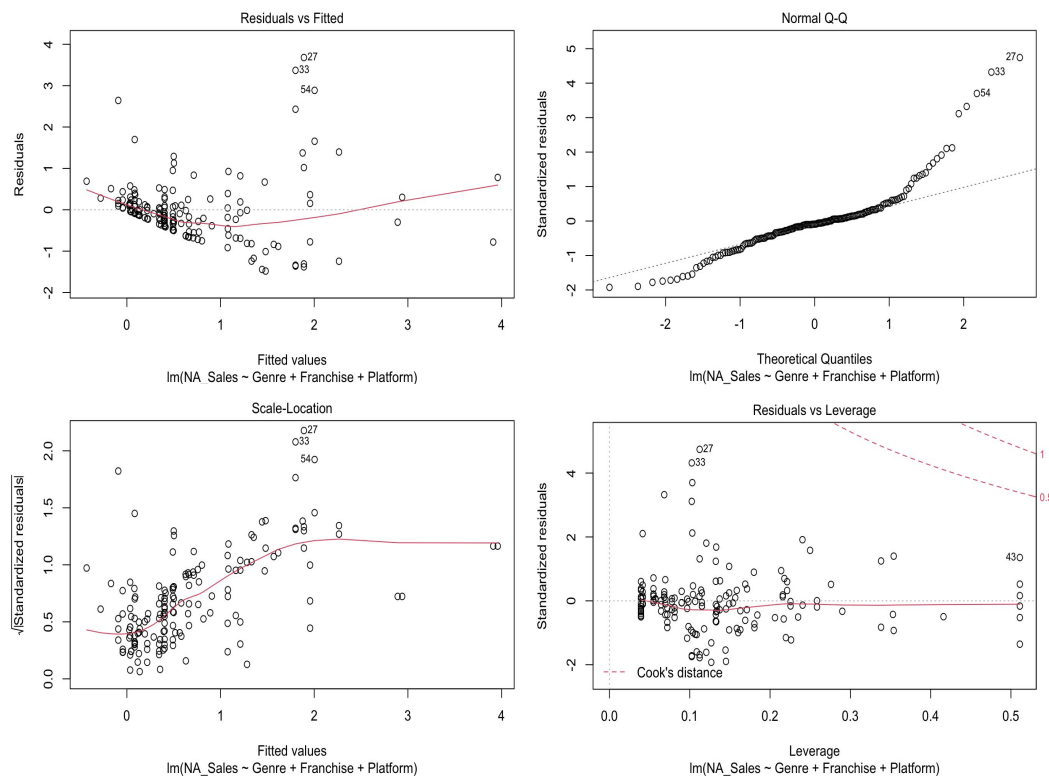 Residuals vs Fitted
Residuals
4
3
2
1
0
-1
-2
27
33
54
0 1 2 3 4
Fitted values
lm(NA_Sales ~ Genre + Franchise + Platform)
Normal Q-Q
Standardized residuals
5
4
3
2
1
0
-1
-2
27
33
54
-2 -1 0 1 2
Theoretical Quantiles
lm(NA_Sales ~ Genre + Franchise + Platform)
Scale-Location
√|Standardized residuals|
2.0
1.5
1.0
0.5
0.0
27
33
54
0 1 2 3 4
Fitted values
lm(NA_Sales ~ Genre + Franchise + Platform)
Residuals vs Leverage
Standardized residuals
4
2
0
-2
27
33
43
1
Cook's distance
0.0 0.1 0.2 0.3 0.4 0.5
Leverage
lm(NA_Sales ~ Genre + Franchise + Platform)